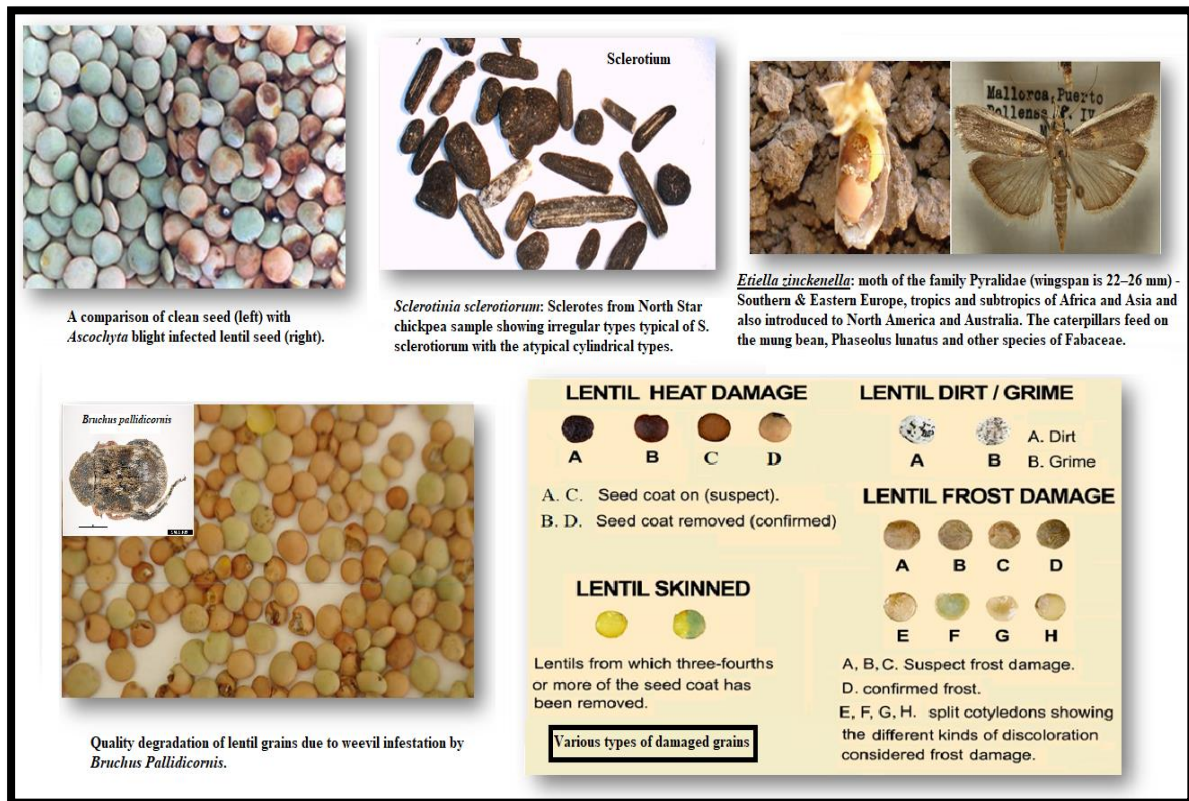 Sclerotium
Mallorca, Puerto
A comparison of clean seed (left) with
Ascochyta blight infected lentil seed (right).
Sclerotinia sclerotiorum: Sclerotes from North Star
chickpea sample showing irregular types typical of S.
sclerotiorum with the atypical cylindrical types.
Etiella zinckenella: moth of the family Pyralidae (wingspan is 22–26 mm) -
Southern & Eastern Europe, tropics and subtropics of Africa and Asia and
also introduced to North America and Australia. The caterpillars feed on
the mung bean, Phaseolus lunatus and other species of Fabaceae.
Bruchus pallidicornis
Quality degradation of lentil grains due to weevil infestation by
Bruchus Pallidicornis.
LENTIL HEAT DAMAGE
A B C D
A. C. Seed coat on (suspect).
B. D. Seed coat removed (confirmed)
LENTIL SKINNED
Lentils from which three-fourths
or more of the seed coat has
been removed.
Various types of damaged grains
LENTIL DIRT / GRIME
A B
A. Dirt
B. Grime
LENTIL FROST DAMAGE
A B C D
E F G H
A, B, C. Suspect frost damage.
D. confirmed frost.
E, F, G, H. split cotyledons showing
the different kinds of discoloration
considered frost damage.